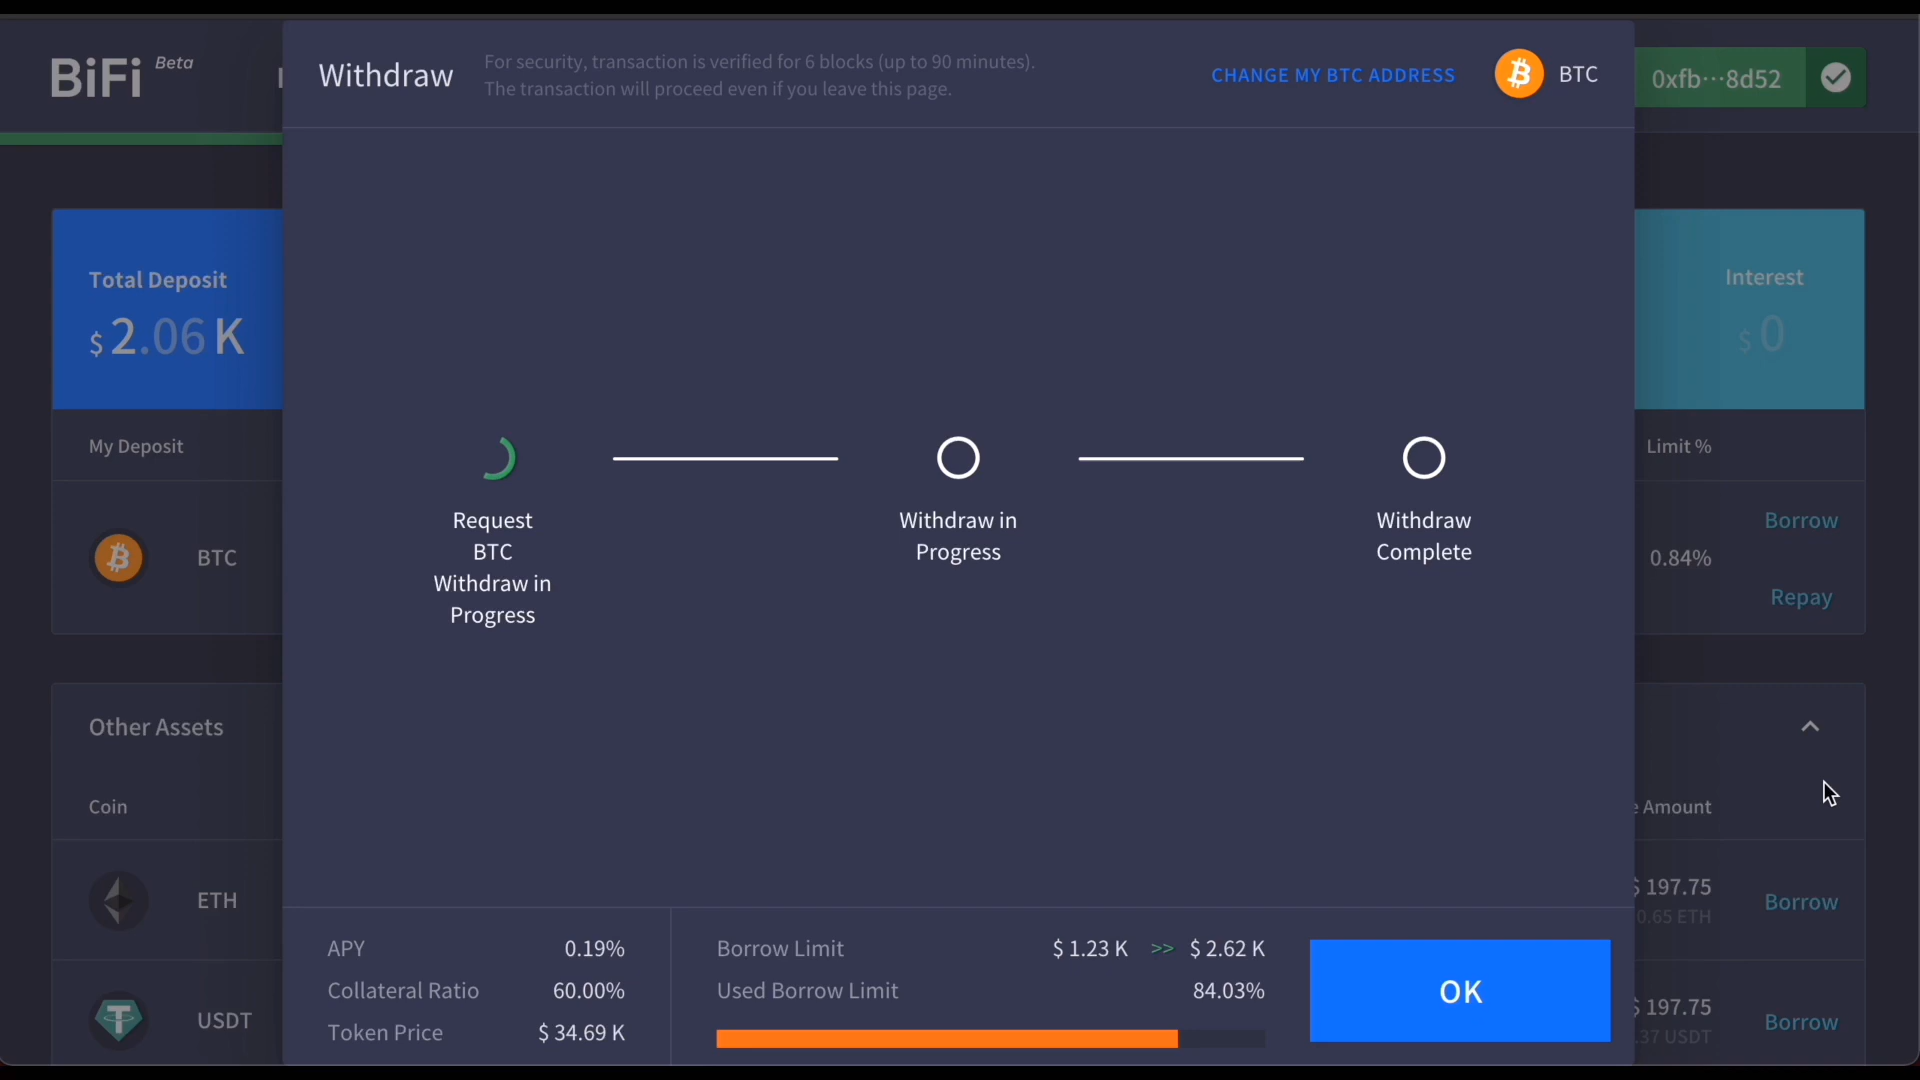 BiFi Beta
Withdraw
For security, transaction is verified for 6 blocks (up to 90 minutes).
The transaction will proceed even if you leave this page.
CHANGE MY BTC ADDRESS
BTC
0xfb···8d52
Total Deposit
$ 2.06 K
Interest
$ 0
My Deposit
Limit %
BTC
Borrow
0.84%
Repay
Request
BTC
Withdraw in
Progress
Withdraw in
Progress
Withdraw
Complete
Other Assets
Coin
Amount
ETH
$ 197.75
0.65 ETH
Borrow
USDT
$ 197.75
.37 USDT
Borrow
APY 0.19%
Collateral Ratio 60.00%
Token Price $ 34.69 K
Borrow Limit $ 1.23 K >> $ 2.62 K
Used Borrow Limit 84.03%
OK